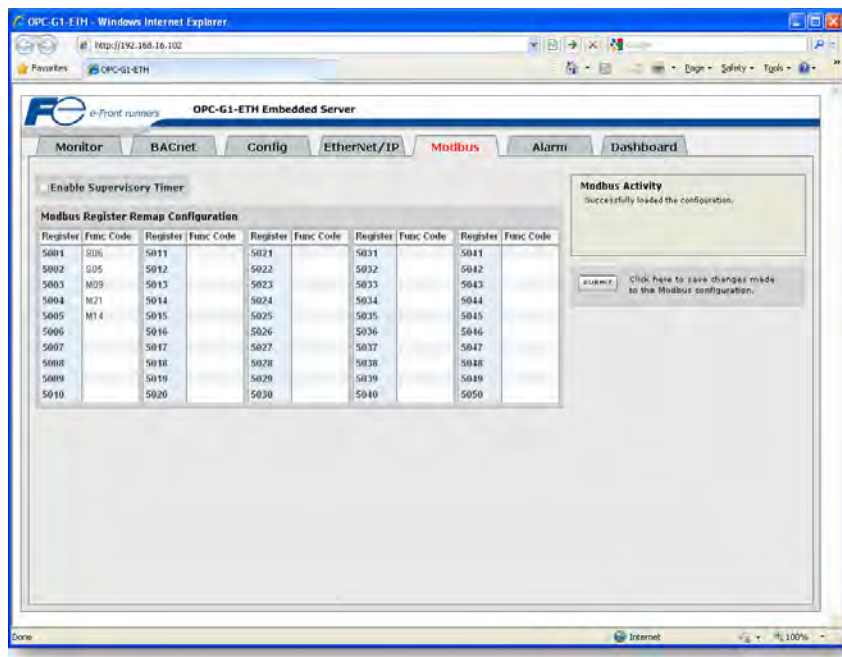 OPC-G1-ETH - Windows Internet Explorer
http://192.168.16.102
Favorites OPC-G1-ETH Page Safety Tools
Fe e-Front runners OPC-G1-ETH Embedded Server
Monitor BACnet Config EtherNet/IP Modbus Alarm Dashboard
Enable Supervisory Timer
Modbus Register Remap Configuration
Register Func Code Register Func Code Register Func Code Register Func Code Register Func Code
5001 S06 5011 5021 5031 5041
5002 S05 5012 5022 5032 5042
5003 M09 5013 5023 5033 5043
5004 M21 5014 5024 5034 5044
5005 M14 5015 5025 5035 5045
5006 5016 5026 5036 5046
5007 5017 5027 5037 5047
5008 5018 5028 5038 5048
5009 5019 5029 5039 5049
5010 5020 5030 5040 5050
Modbus Activity
Successfully loaded the configuration.
SUBMIT Click here to save changes made
to the Modbus configuration.
Done Internet 100%